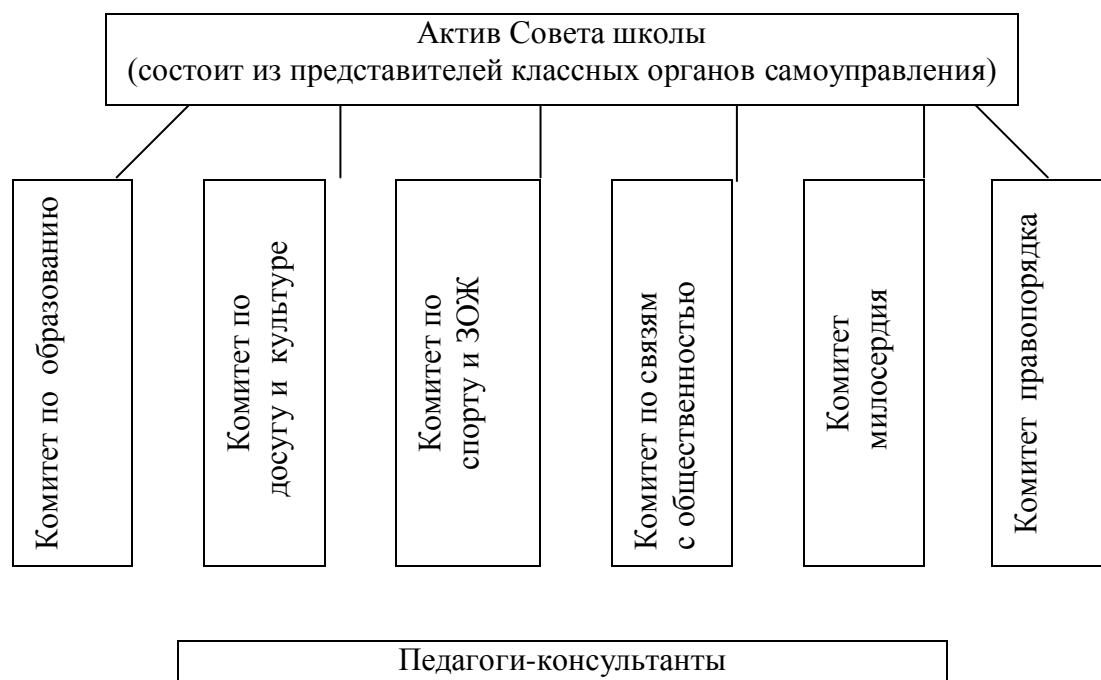 Актив Совета школы
(состоит из представителей классных органов самоуправления)
Комитет по образованию
Комитет по
досугу и культуре
Комитет по
спорту и ЗОЖ
Комитет по связям
с общественностью
Комитет
милосердия
Комитет правопорядка
Педагоги-консультанты